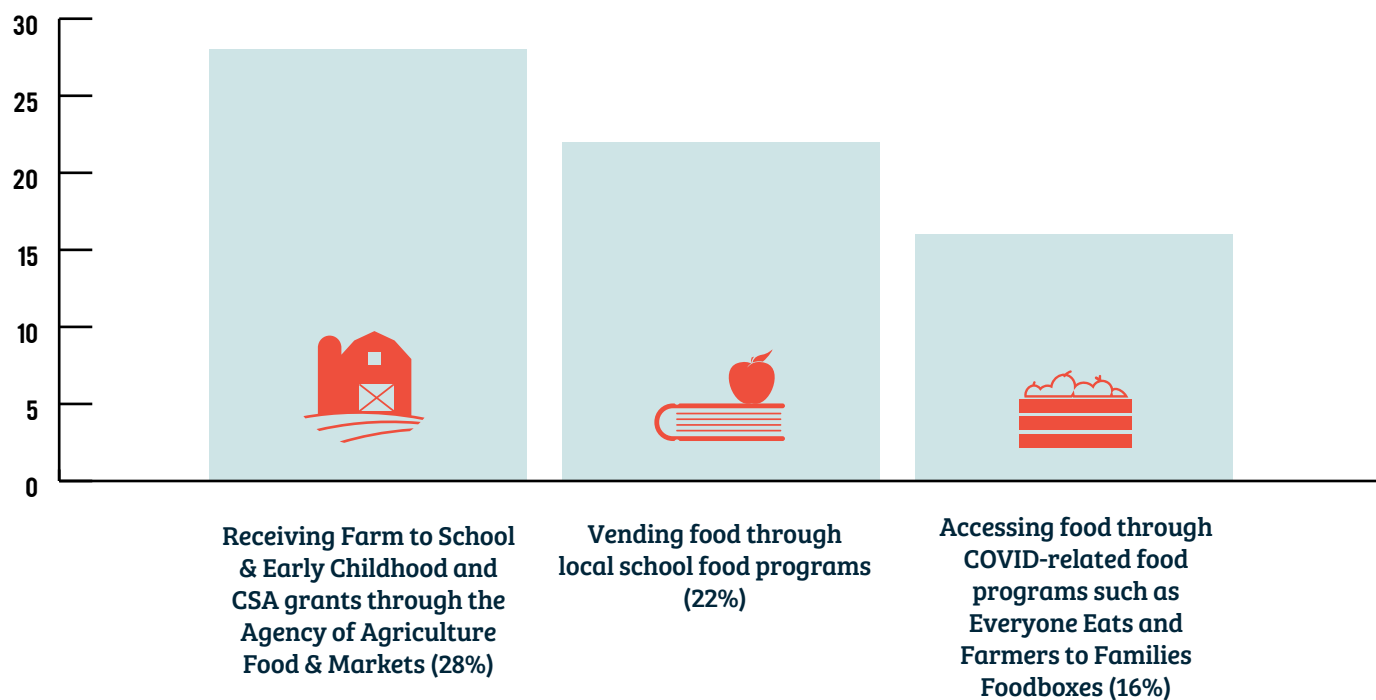 30
25
20
15
10
5
0
Receiving Farm to School
& Early Childhood and
CSA grants through the
Agency of Agriculture
Food & Markets (28%)
Vending food through
local school food programs
(22%)
Accessing food through
COVID-related food
programs such as
Everyone Eats and
Farmers to Families
Foodboxes (16%)